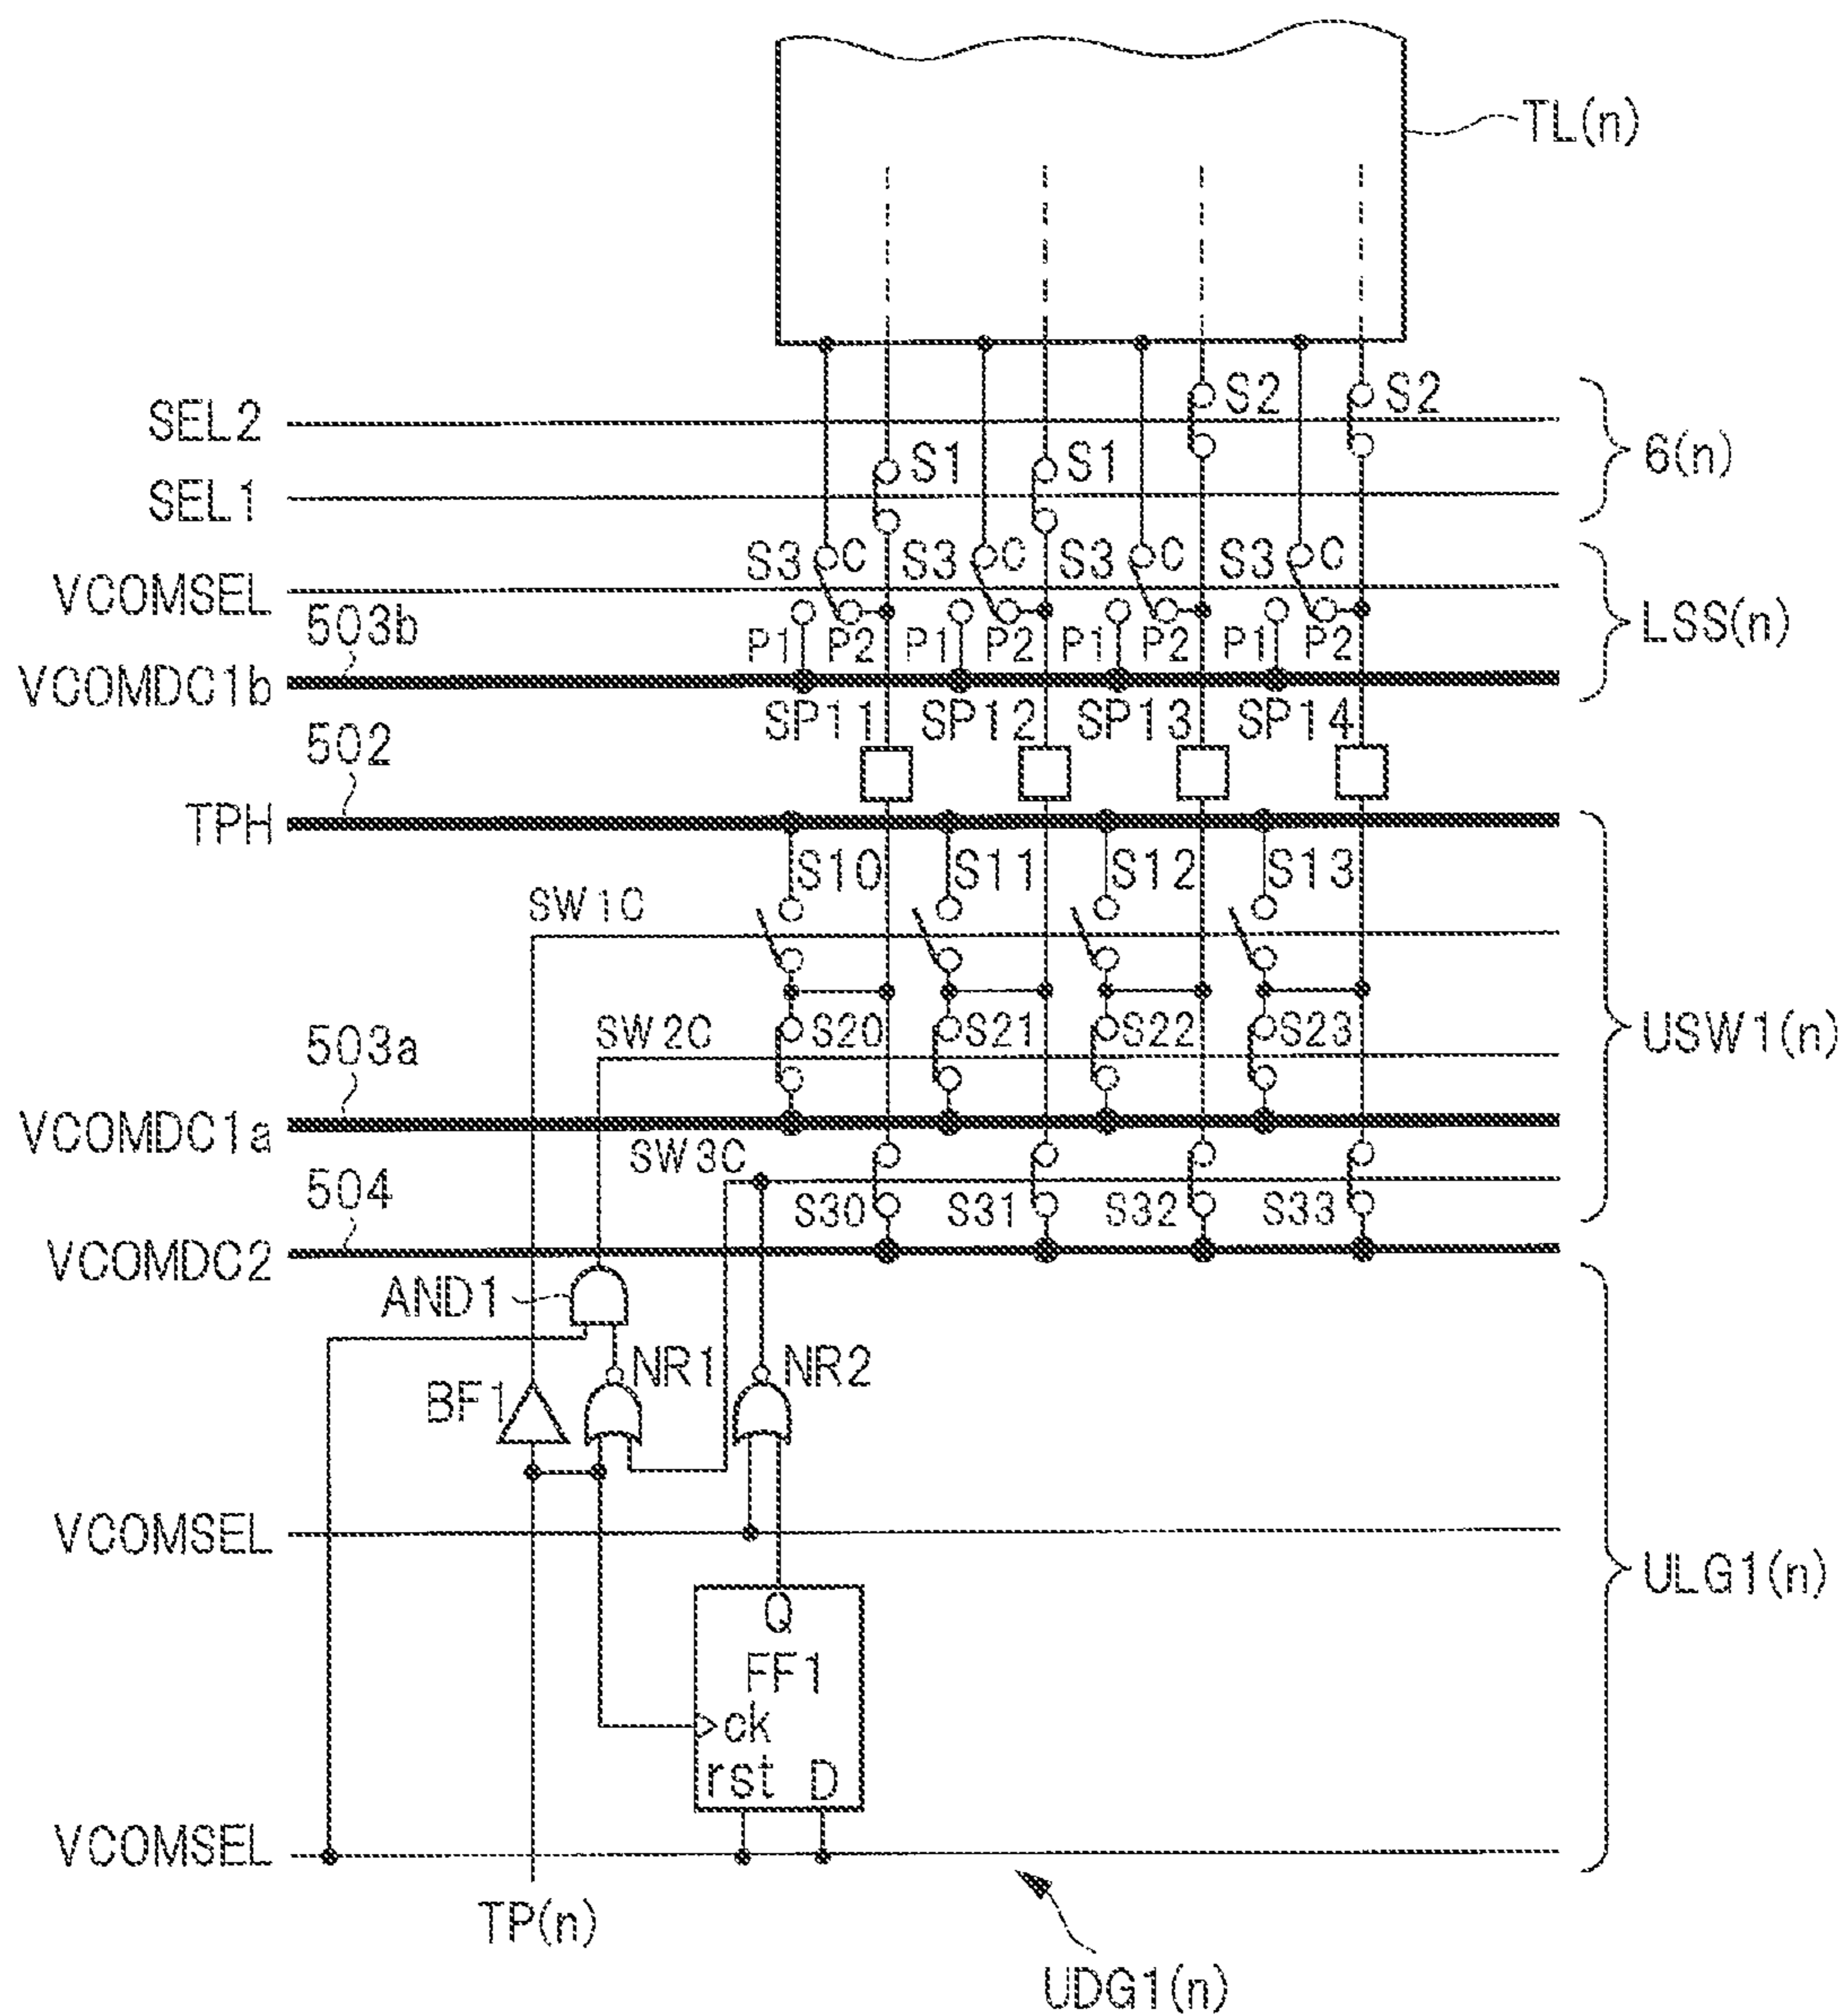 TL(n)
SEL2
S2 S2
6(n)
S1 S1
SEL1
S3 C S3 C S3 C S3 C
VCOMSEL
503b
P1 P2 P1 P2 P1 P2 P1 P2
LSS(n)
VCOMDC1b
SP11 SP12 SP13 SP14
502
TPH
S10 S11 S12 S13
SW1C
SW2C
S20 S21 S22 S23
USW1(n)
503a
VCOMDC1a
SW3C
504
S30 S31 S32 S33
VCOMDC2
AND1
NR1 NR2
BF1
VCOMSEL
ULG1(n)
Q
FF1
ck
rst D
VCOMSEL
TP(n)
UDG1(n)